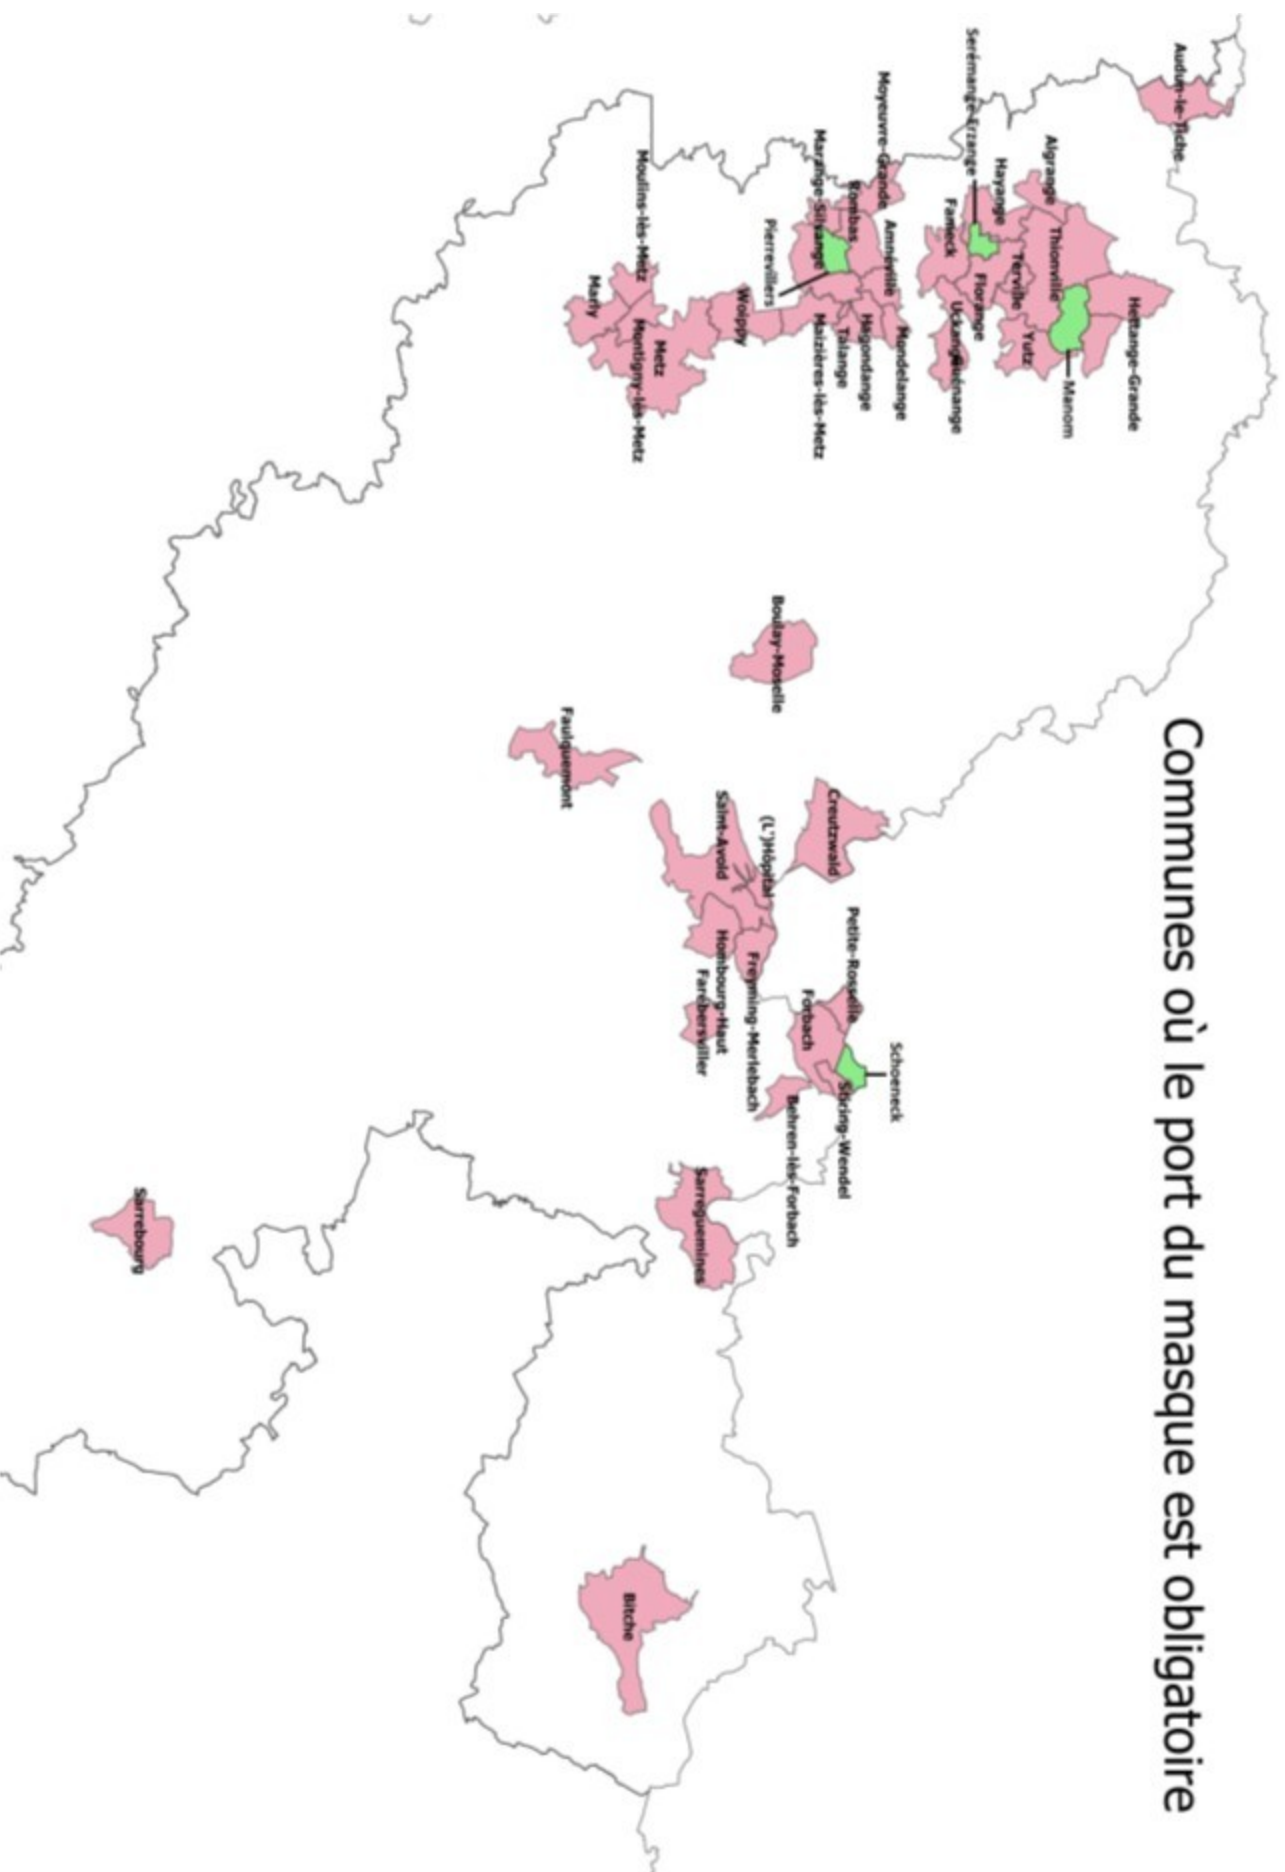 Communes où le port du masque est obligatoire
Audun-le-Tiche
Hettange-Grande
Manom
Algrange
Thionville
Yutz
Hayange
Terville
Serémange-Erzange
Florange
Fameck
Uckange
Guénange
Moyeuvre-Grande
Amnéville
Mondelange
Rombas
Hagondange
Talange
Marange-Silvange
Maizières-lès-Metz
Pierrevillers
Woippy
Moulins-lès-Metz
Metz
Montigny-lès-Metz
Marly
Boulay-Moselle
Faulquemont
Creutzwald
(L')Hôpital
Saint-Avold
Freyming-Merlebach
Hombourg-Haut
Farébersviller
Petite-Rosselle
Forbach
Schoeneck
Stiring-Wendel
Behren-lès-Forbach
Sarreguemines
Sarrebourg
Bitche